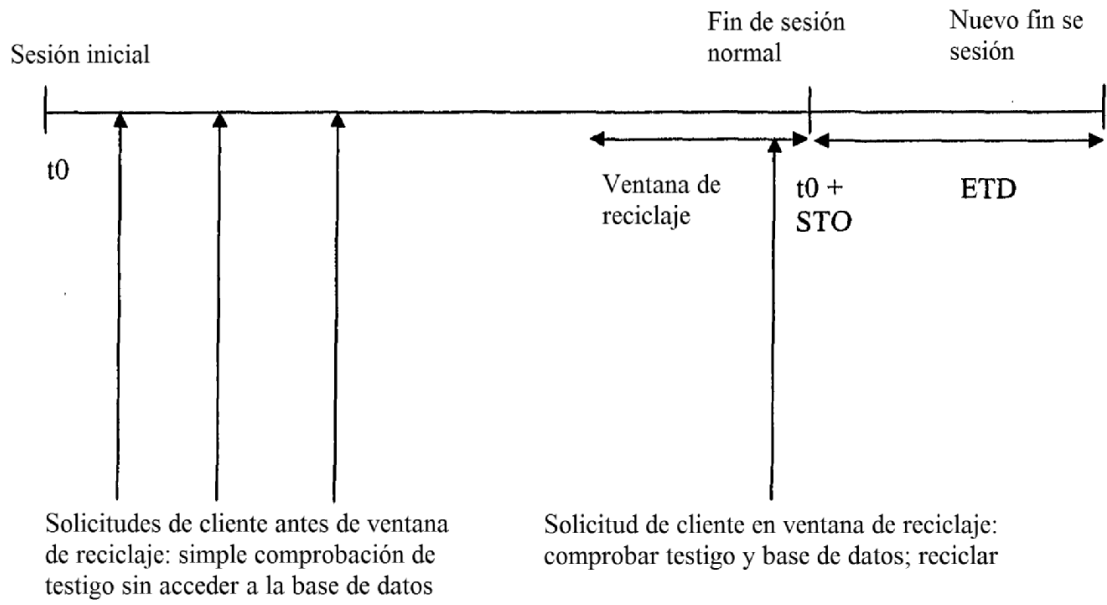 Sesión inicial
Fin de sesión
normal
Nuevo fin se
sesión
t0
Ventana de
reciclaje
t0 +
STO
ETD
Solicitudes de cliente antes de ventana
de reciclaje: simple comprobación de
testigo sin acceder a la base de datos
Solicitud de cliente en ventana de reciclaje:
comprobar testigo y base de datos; reciclar